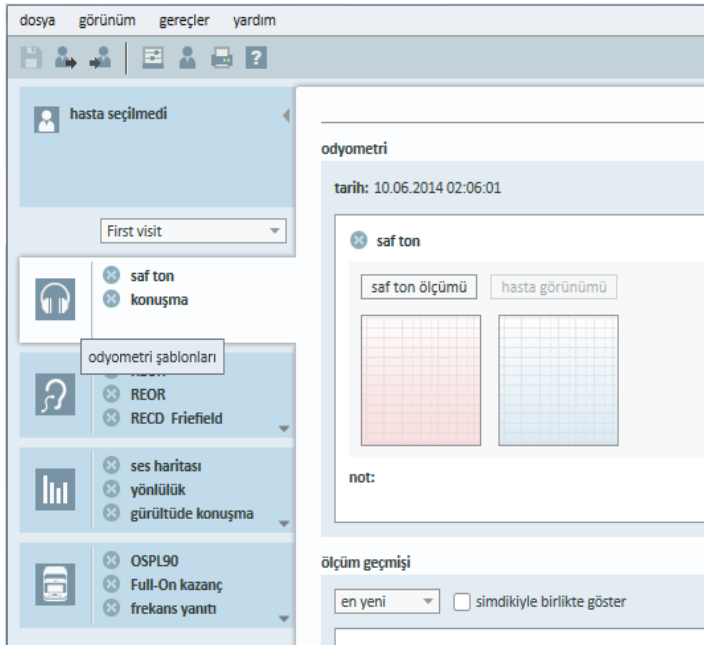 dosya görünüm gereçler yardım
hasta seçilmedi
First visit
saf ton
konuşma
odyometri şablonları
REOR
RECD Friefield
ses haritası
yönlülük
gürültüde konuşma
OSPL90
Full-On kazanç
frekans yanıtı
odyometri
tarih: 10.06.2014 02:06:01
saf ton
saf ton ölçümü hasta görünümü
not:
ölçüm geçmişi
en yeni simdikiyle birlikte göster